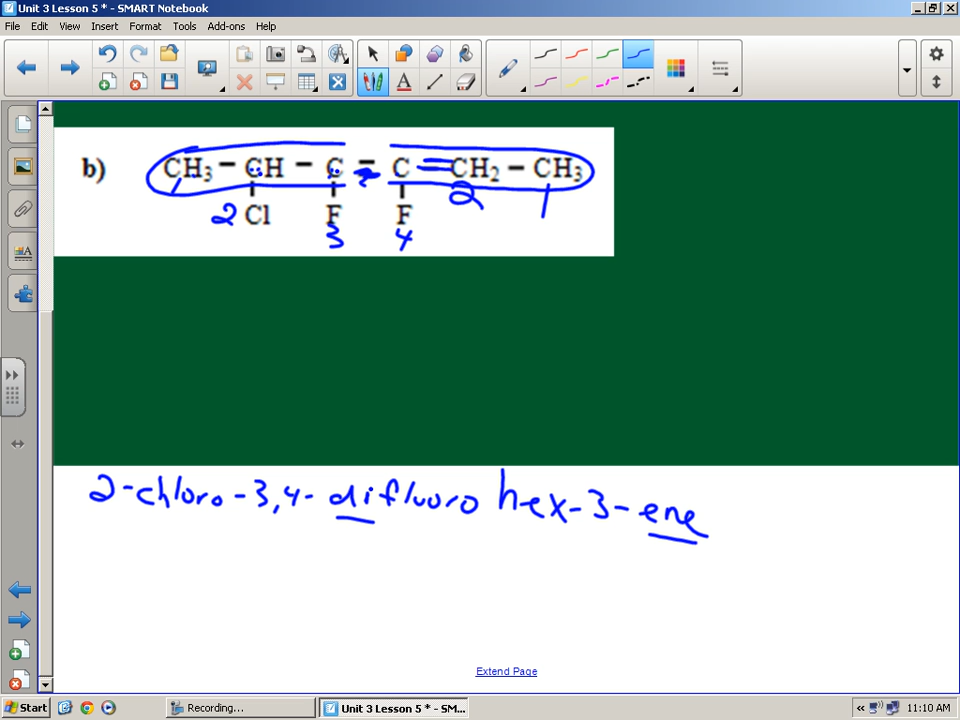 Unit 3 Lesson 5 * - SMART Notebook
File Edit View Insert Format Tools Add-ons Help
b) CH3 – CH – C = C – CH2 – CH3
2 Cl F F 2 1
3 4
2-chloro-3,4-difluoro hex-3-ene
Extend Page
Start Recording... Unit 3 Lesson 5 * - SM... 11:10 AM